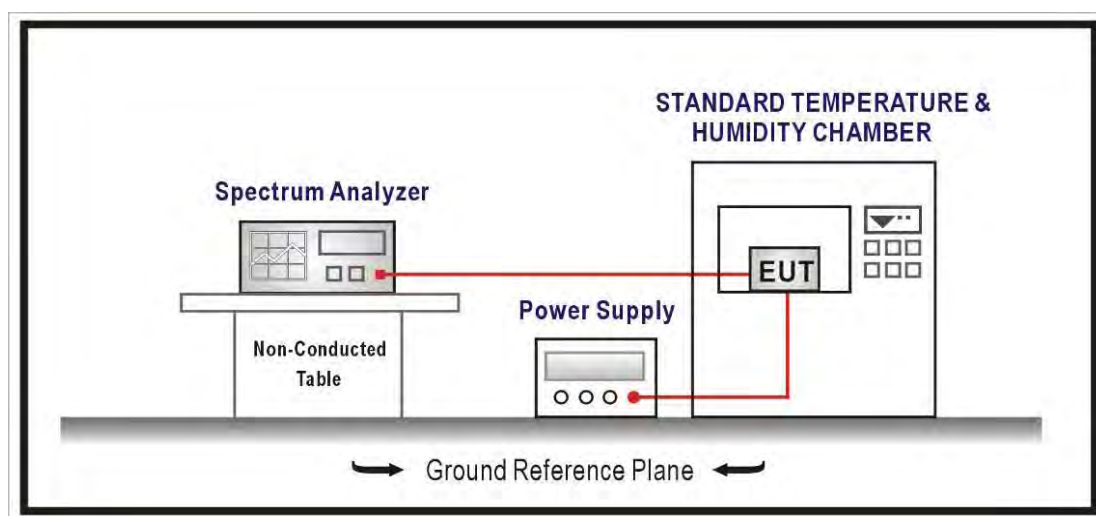 STANDARD TEMPERATURE &
HUMIDITY CHAMBER
Spectrum Analyzer
EUT
Power Supply
Non-Conducted
Table
Ground Reference Plane